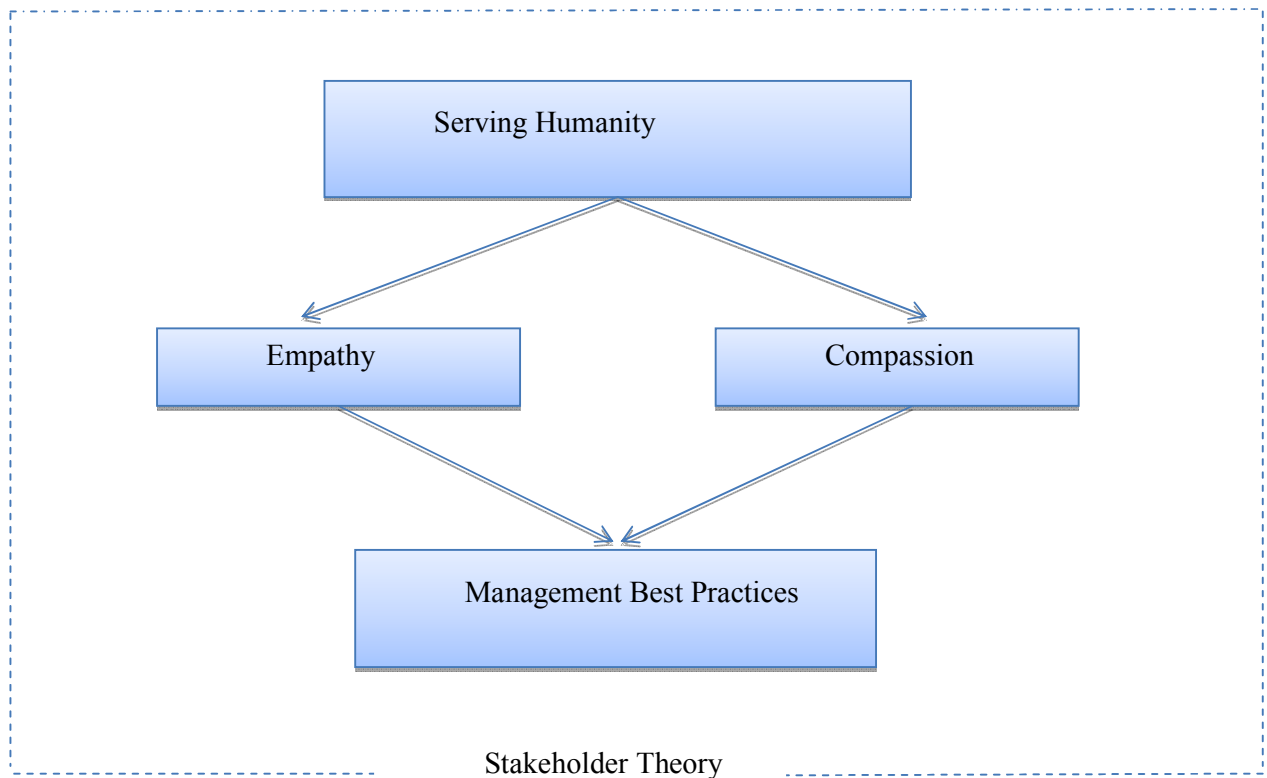 Serving Humanity
Empathy
Compassion
Management Best Practices
Stakeholder Theory